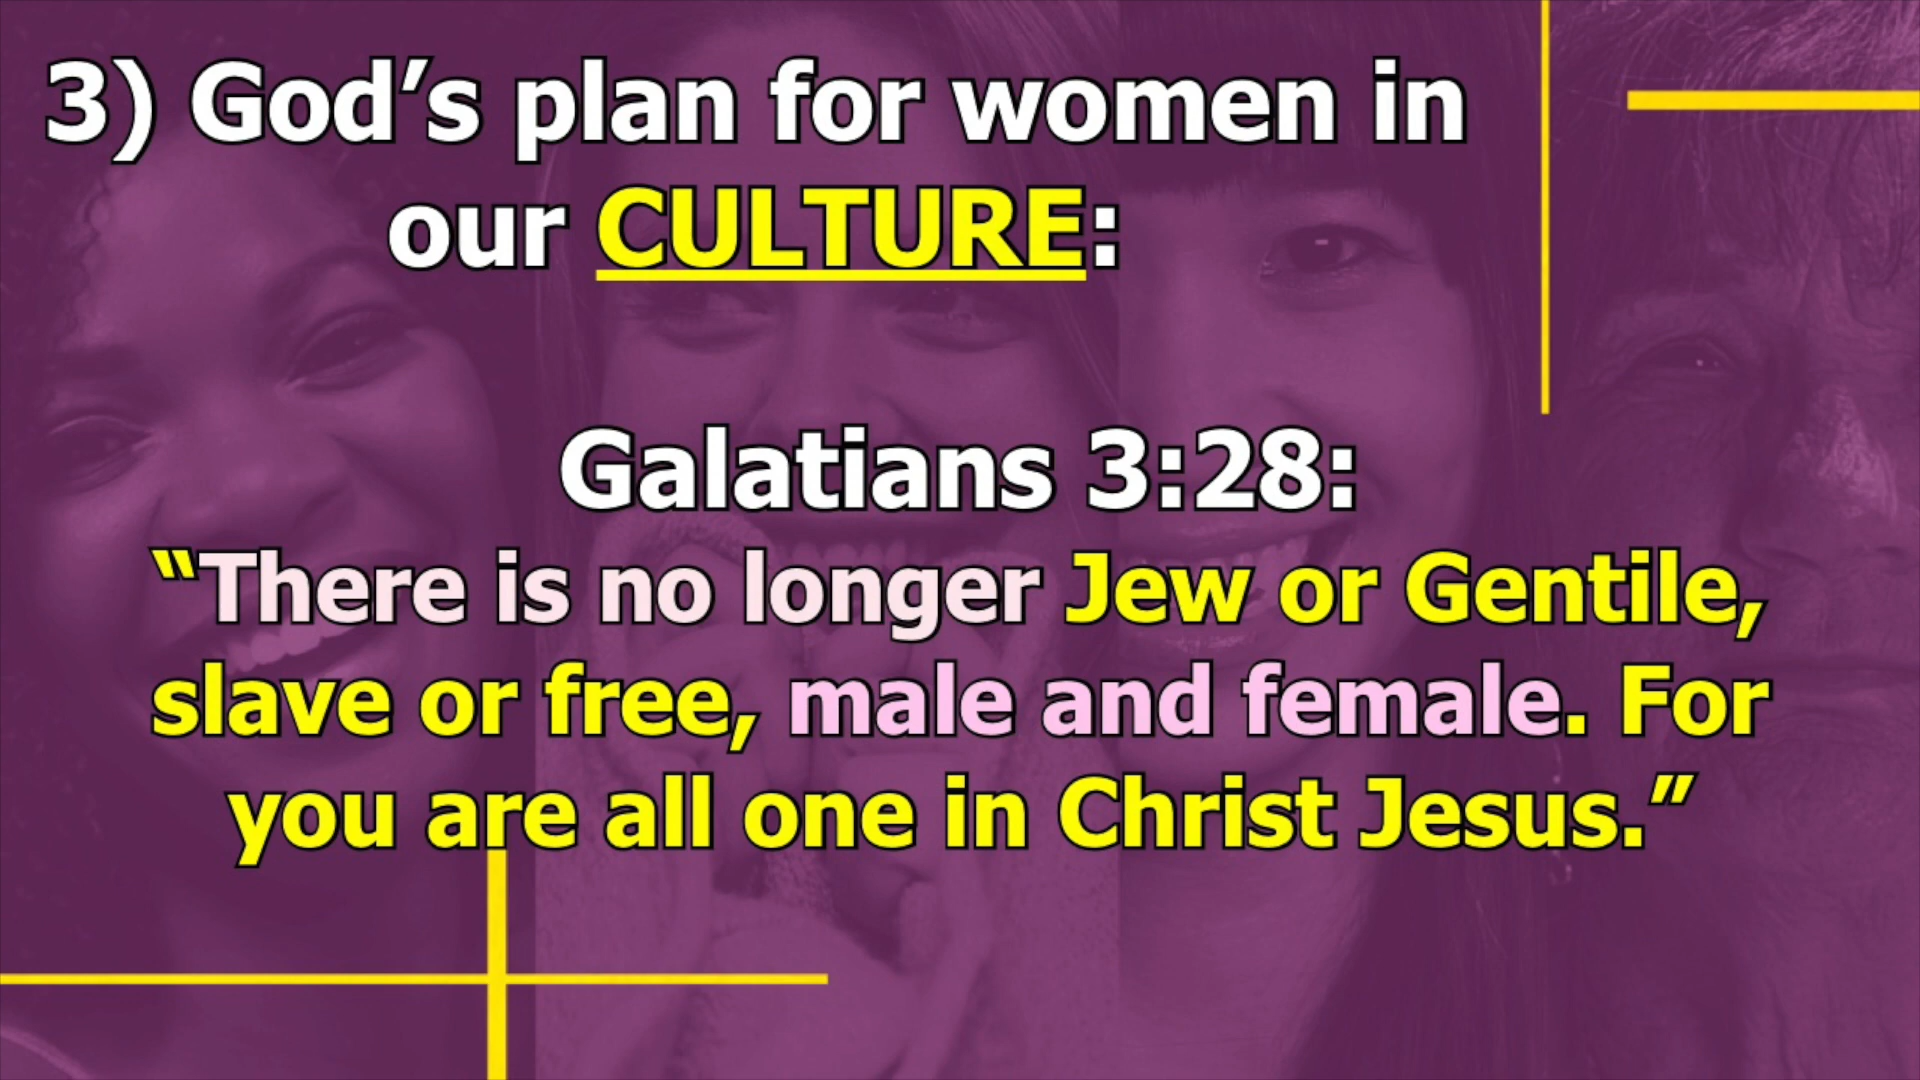 3) God’s plan for women in
our CULTURE:
Galatians 3:28:
“There is no longer Jew or Gentile,
slave or free, male and female. For
you are all one in Christ Jesus.”